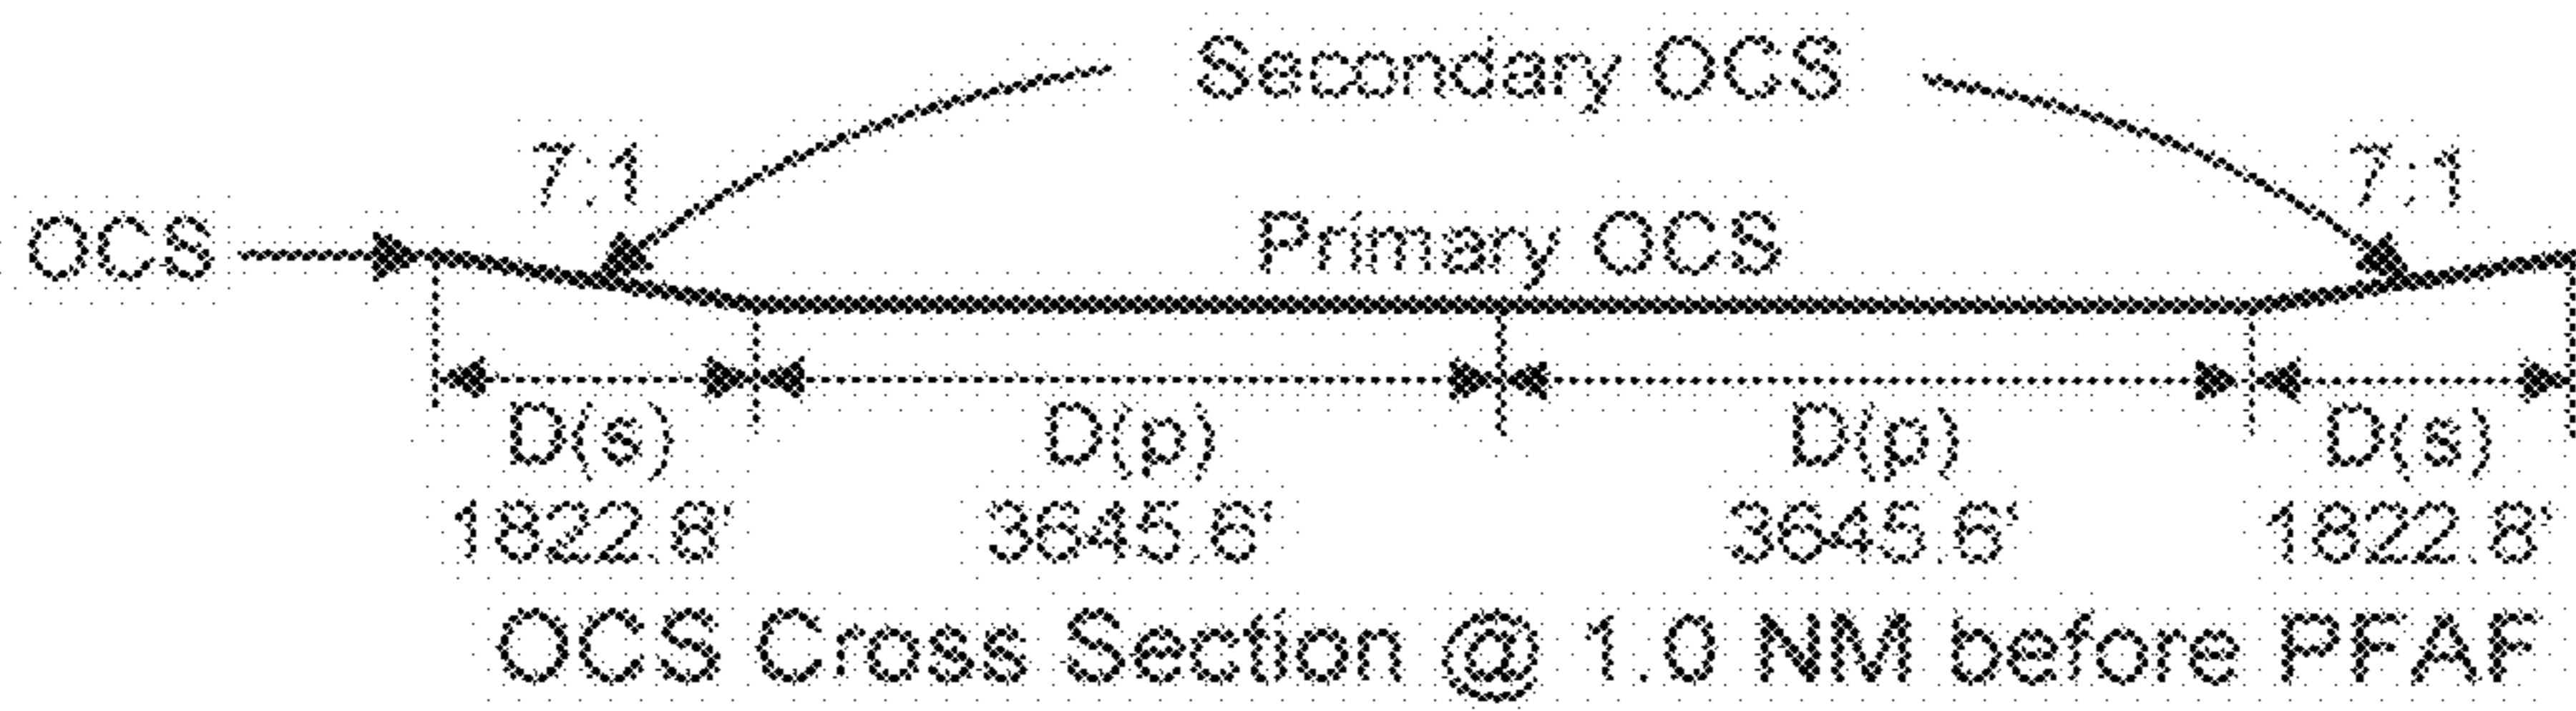 Secondary OCS
7:1
7:1
OCS
Primary OCS
D(s)
D(p)
D(p)
D(s)
1822.8'
3645.6'
3645.6'
1822.8'
OCS Cross Section @ 1.0 NM before PFAF